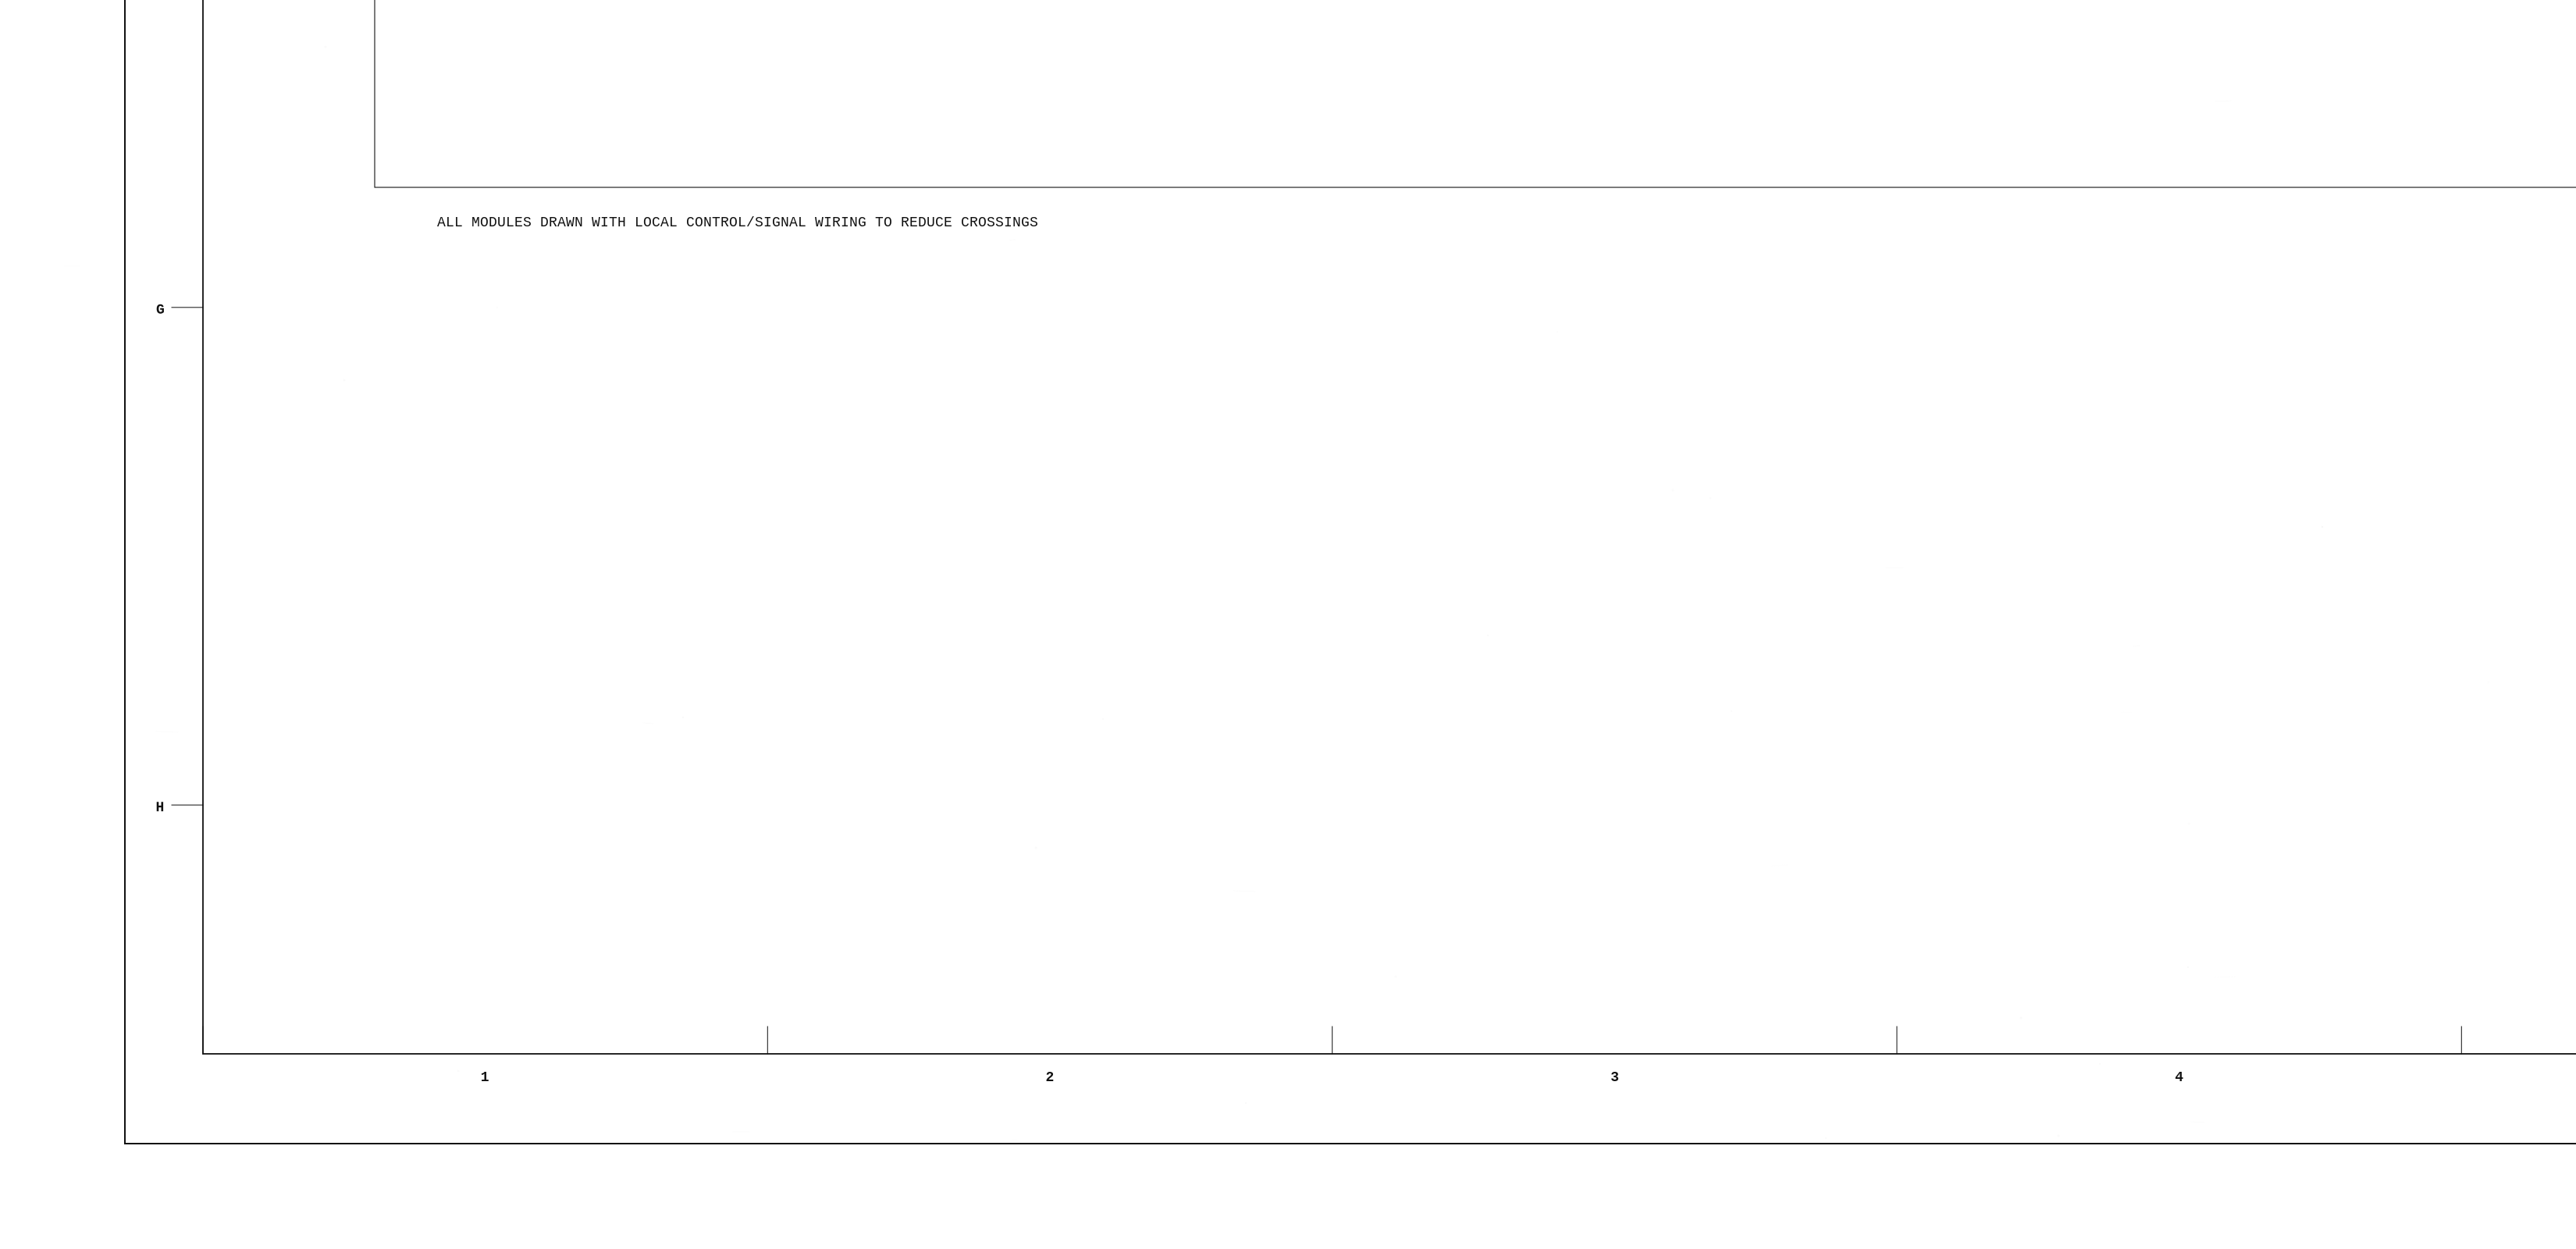 ALL MODULES DRAWN WITH LOCAL CONTROL/SIGNAL WIRING TO REDUCE CROSSINGS
G
H
1 2 3 4